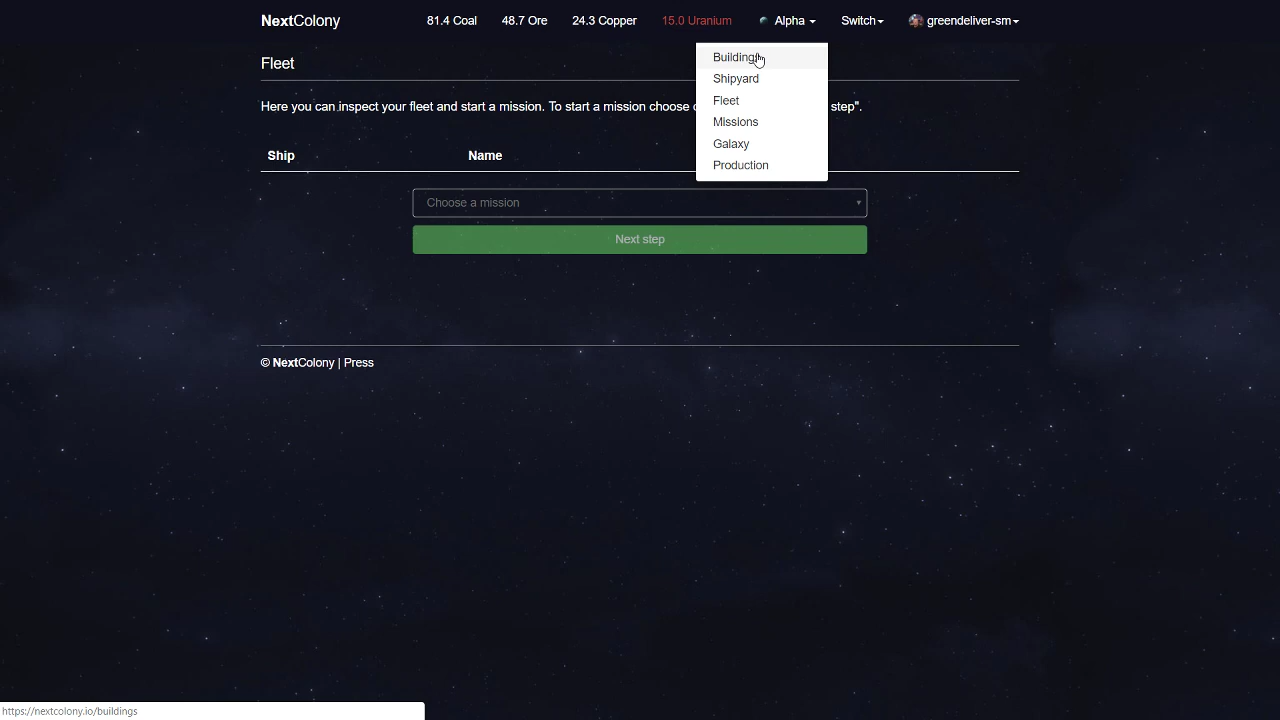 NextColony 81.4 Coal 48.7 Ore 24.3 Copper 15.0 Uranium Alpha Switch greendeliver-sm
Fleet
Buildings
Shipyard
Fleet
Missions
Galaxy
Production
Here you can inspect your fleet and start a mission. To start a mission choose step".
Ship Name
Choose a mission
Next step
© NextColony | Press
https://nextcolony.io/buildings